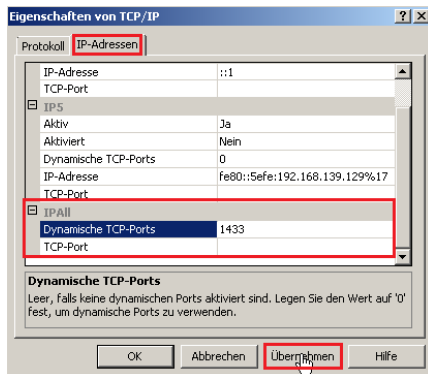 Eigenschaften von TCP/IP
Protokoll IP-Adressen
IP-Adresse ::1
TCP-Port
IP5
Aktiv Ja
Aktiviert Nein
Dynamische TCP-Ports 0
IP-Adresse fe80::5efe:192.168.139.129%17
TCP-Port
IPAll
Dynamische TCP-Ports 1433
TCP-Port
Dynamische TCP-Ports
Leer, falls keine dynamischen Ports aktiviert sind. Legen Sie den Wert auf '0'
fest, um dynamische Ports zu verwenden.
OK Abbrechen Übernehmen Hilfe